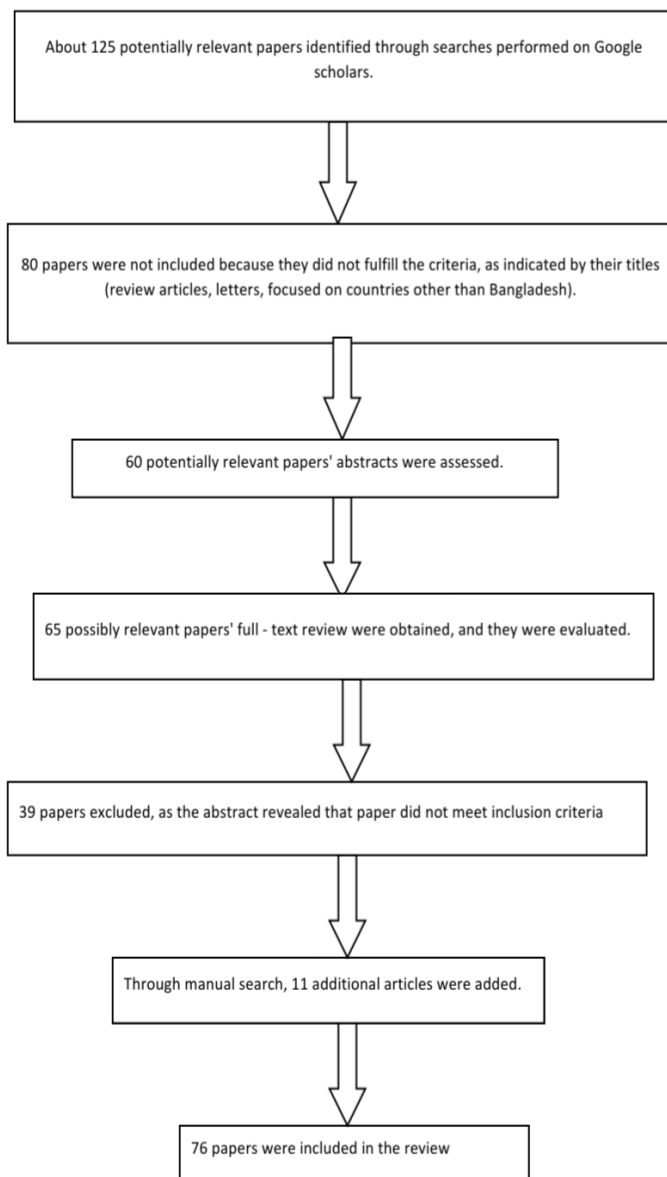 About 125 potentially relevant papers identified through searches performed on Google
scholars.
80 papers were not included because they did not fulfill the criteria, as indicated by their titles
(review articles, letters, focused on countries other than Bangladesh).
60 potentially relevant papers' abstracts were assessed.
65 possibly relevant papers' full - text review were obtained, and they were evaluated.
39 papers excluded, as the abstract revealed that paper did not meet inclusion criteria
Through manual search, 11 additional articles were added.
76 papers were included in the review